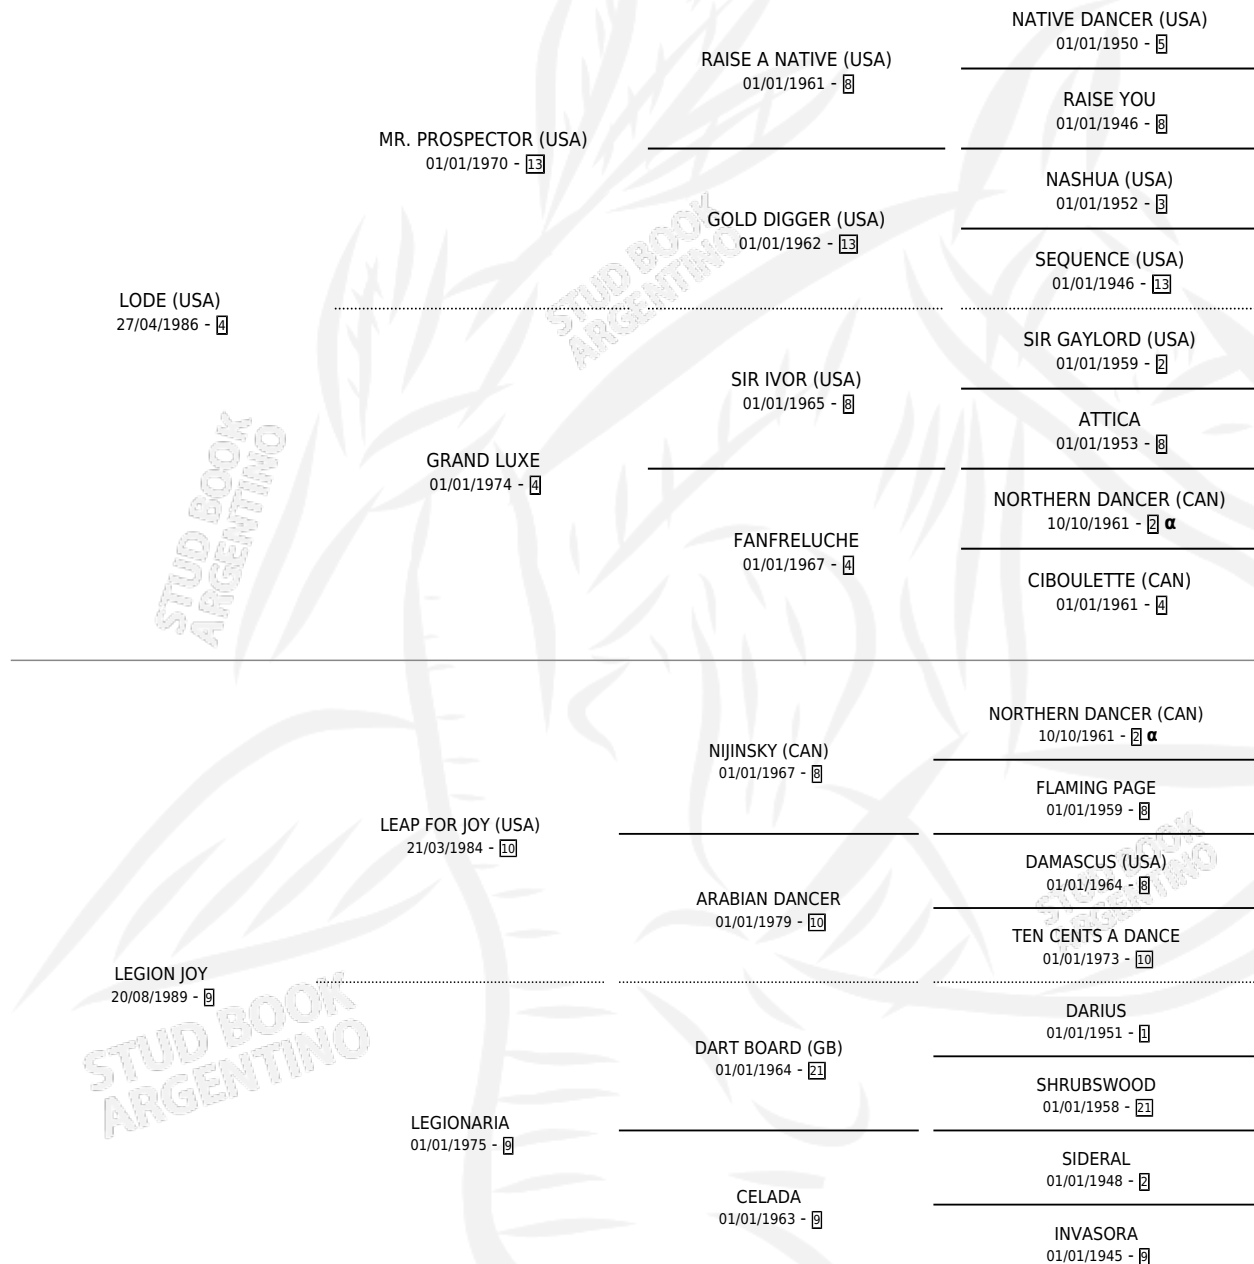 NATIVE DANCER (USA)
01/01/1950 - 5
RAISE A NATIVE (USA)
01/01/1961 - 8
RAISE YOU
01/01/1946 - 8
MR. PROSPECTOR (USA)
01/01/1970 - 13
NASHUA (USA)
01/01/1952 - 3
GOLD DIGGER (USA)
01/01/1962 - 13
SEQUENCE (USA)
01/01/1946 - 13
LODE (USA)
27/04/1986 - 4
SIR GAYLORD (USA)
01/01/1959 - 2
SIR IVOR (USA)
01/01/1965 - 8
ATTICA
01/01/1953 - 8
GRAND LUXE
01/01/1974 - 4
NORTHERN DANCER (CAN)
10/10/1961 - 2 α
FANFRELUCHE
01/01/1967 - 4
CIBOULETTE (CAN)
01/01/1961 - 4
NORTHERN DANCER (CAN)
10/10/1961 - 2 α
NIJINSKY (CAN)
01/01/1967 - 8
FLAMING PAGE
01/01/1959 - 8
LEAP FOR JOY (USA)
21/03/1984 - 10
DAMASCUS (USA)
01/01/1964 - 8
ARABIAN DANCER
01/01/1979 - 10
TEN CENTS A DANCE
01/01/1973 - 10
LEGION JOY
20/08/1989 - 9
DARIUS
01/01/1951 - 1
DART BOARD (GB)
01/01/1964 - 21
SHRUBSWOOD
01/01/1958 - 21
LEGIONARIA
01/01/1975 - 9
SIDERAL
01/01/1948 - 2
CELADA
01/01/1963 - 9
INVASORA
01/01/1945 - 9
STUD BOOK
ARGENTINO
STUD BOOK
ARGENTINO
STUD BOOK
ARGENTINO
STUD BOOK
ARGENTINO